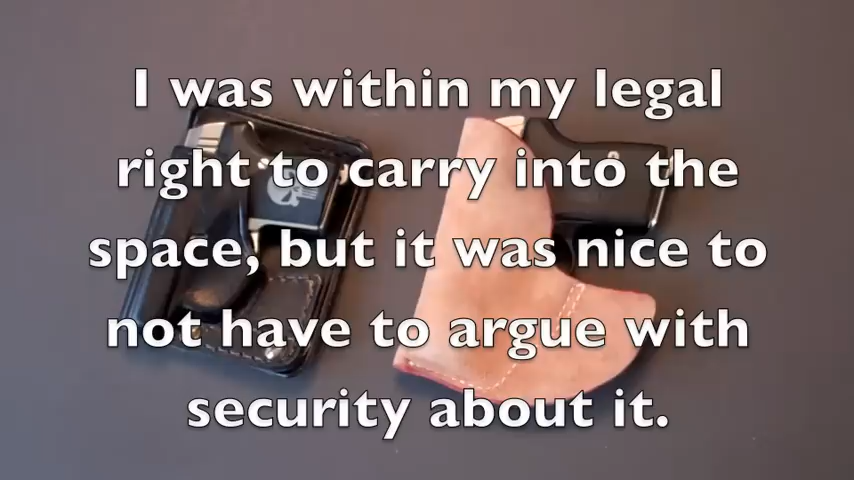 I was within my legal
right to carry into the
space, but it was nice to
not have to argue with
security about it.